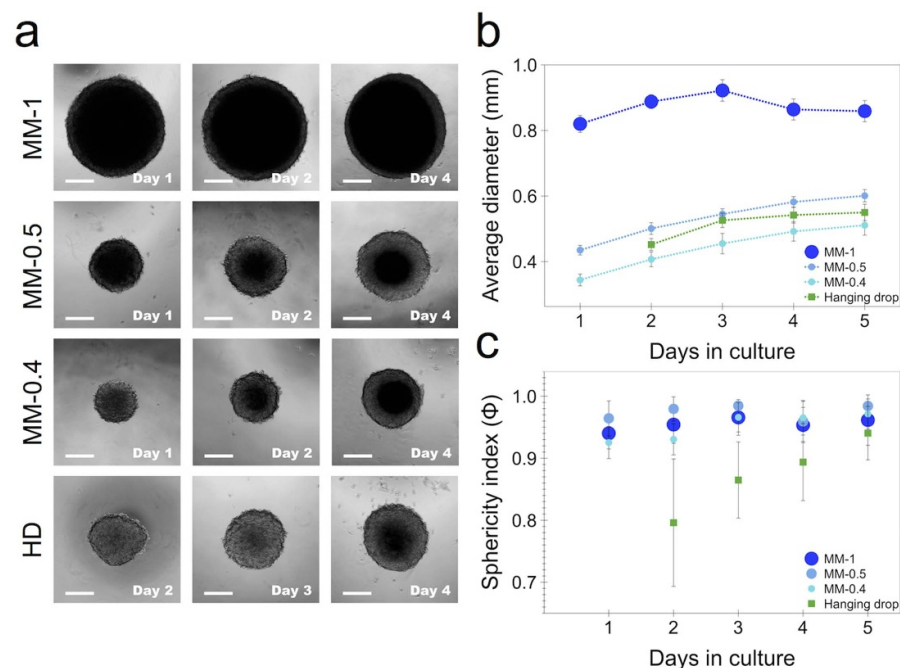 a
MM-1
Day 1
Day 2
Day 4
MM-0.5
Day 1
Day 2
Day 4
MM-0.4
Day 1
Day 2
Day 4
HD
Day 2
Day 3
Day 4
b
Average diameter (mm)
1.0
0.8
0.6
0.4
MM-1
MM-0.5
MM-0.4
Hanging drop
1 2 3 4 5
Days in culture
c
Sphericity index (Φ)
1.0
0.9
0.8
0.7
MM-1
MM-0.5
MM-0.4
Hanging drop
1 2 3 4 5
Days in culture